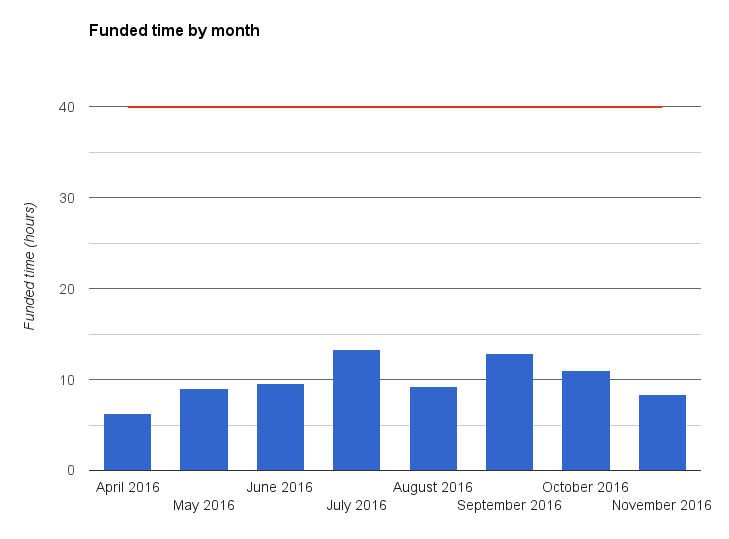 Funded time by month
40
30
20
10
0
Funded time (hours)
April 2016
May 2016
June 2016
July 2016
August 2016
September 2016
October 2016
November 2016